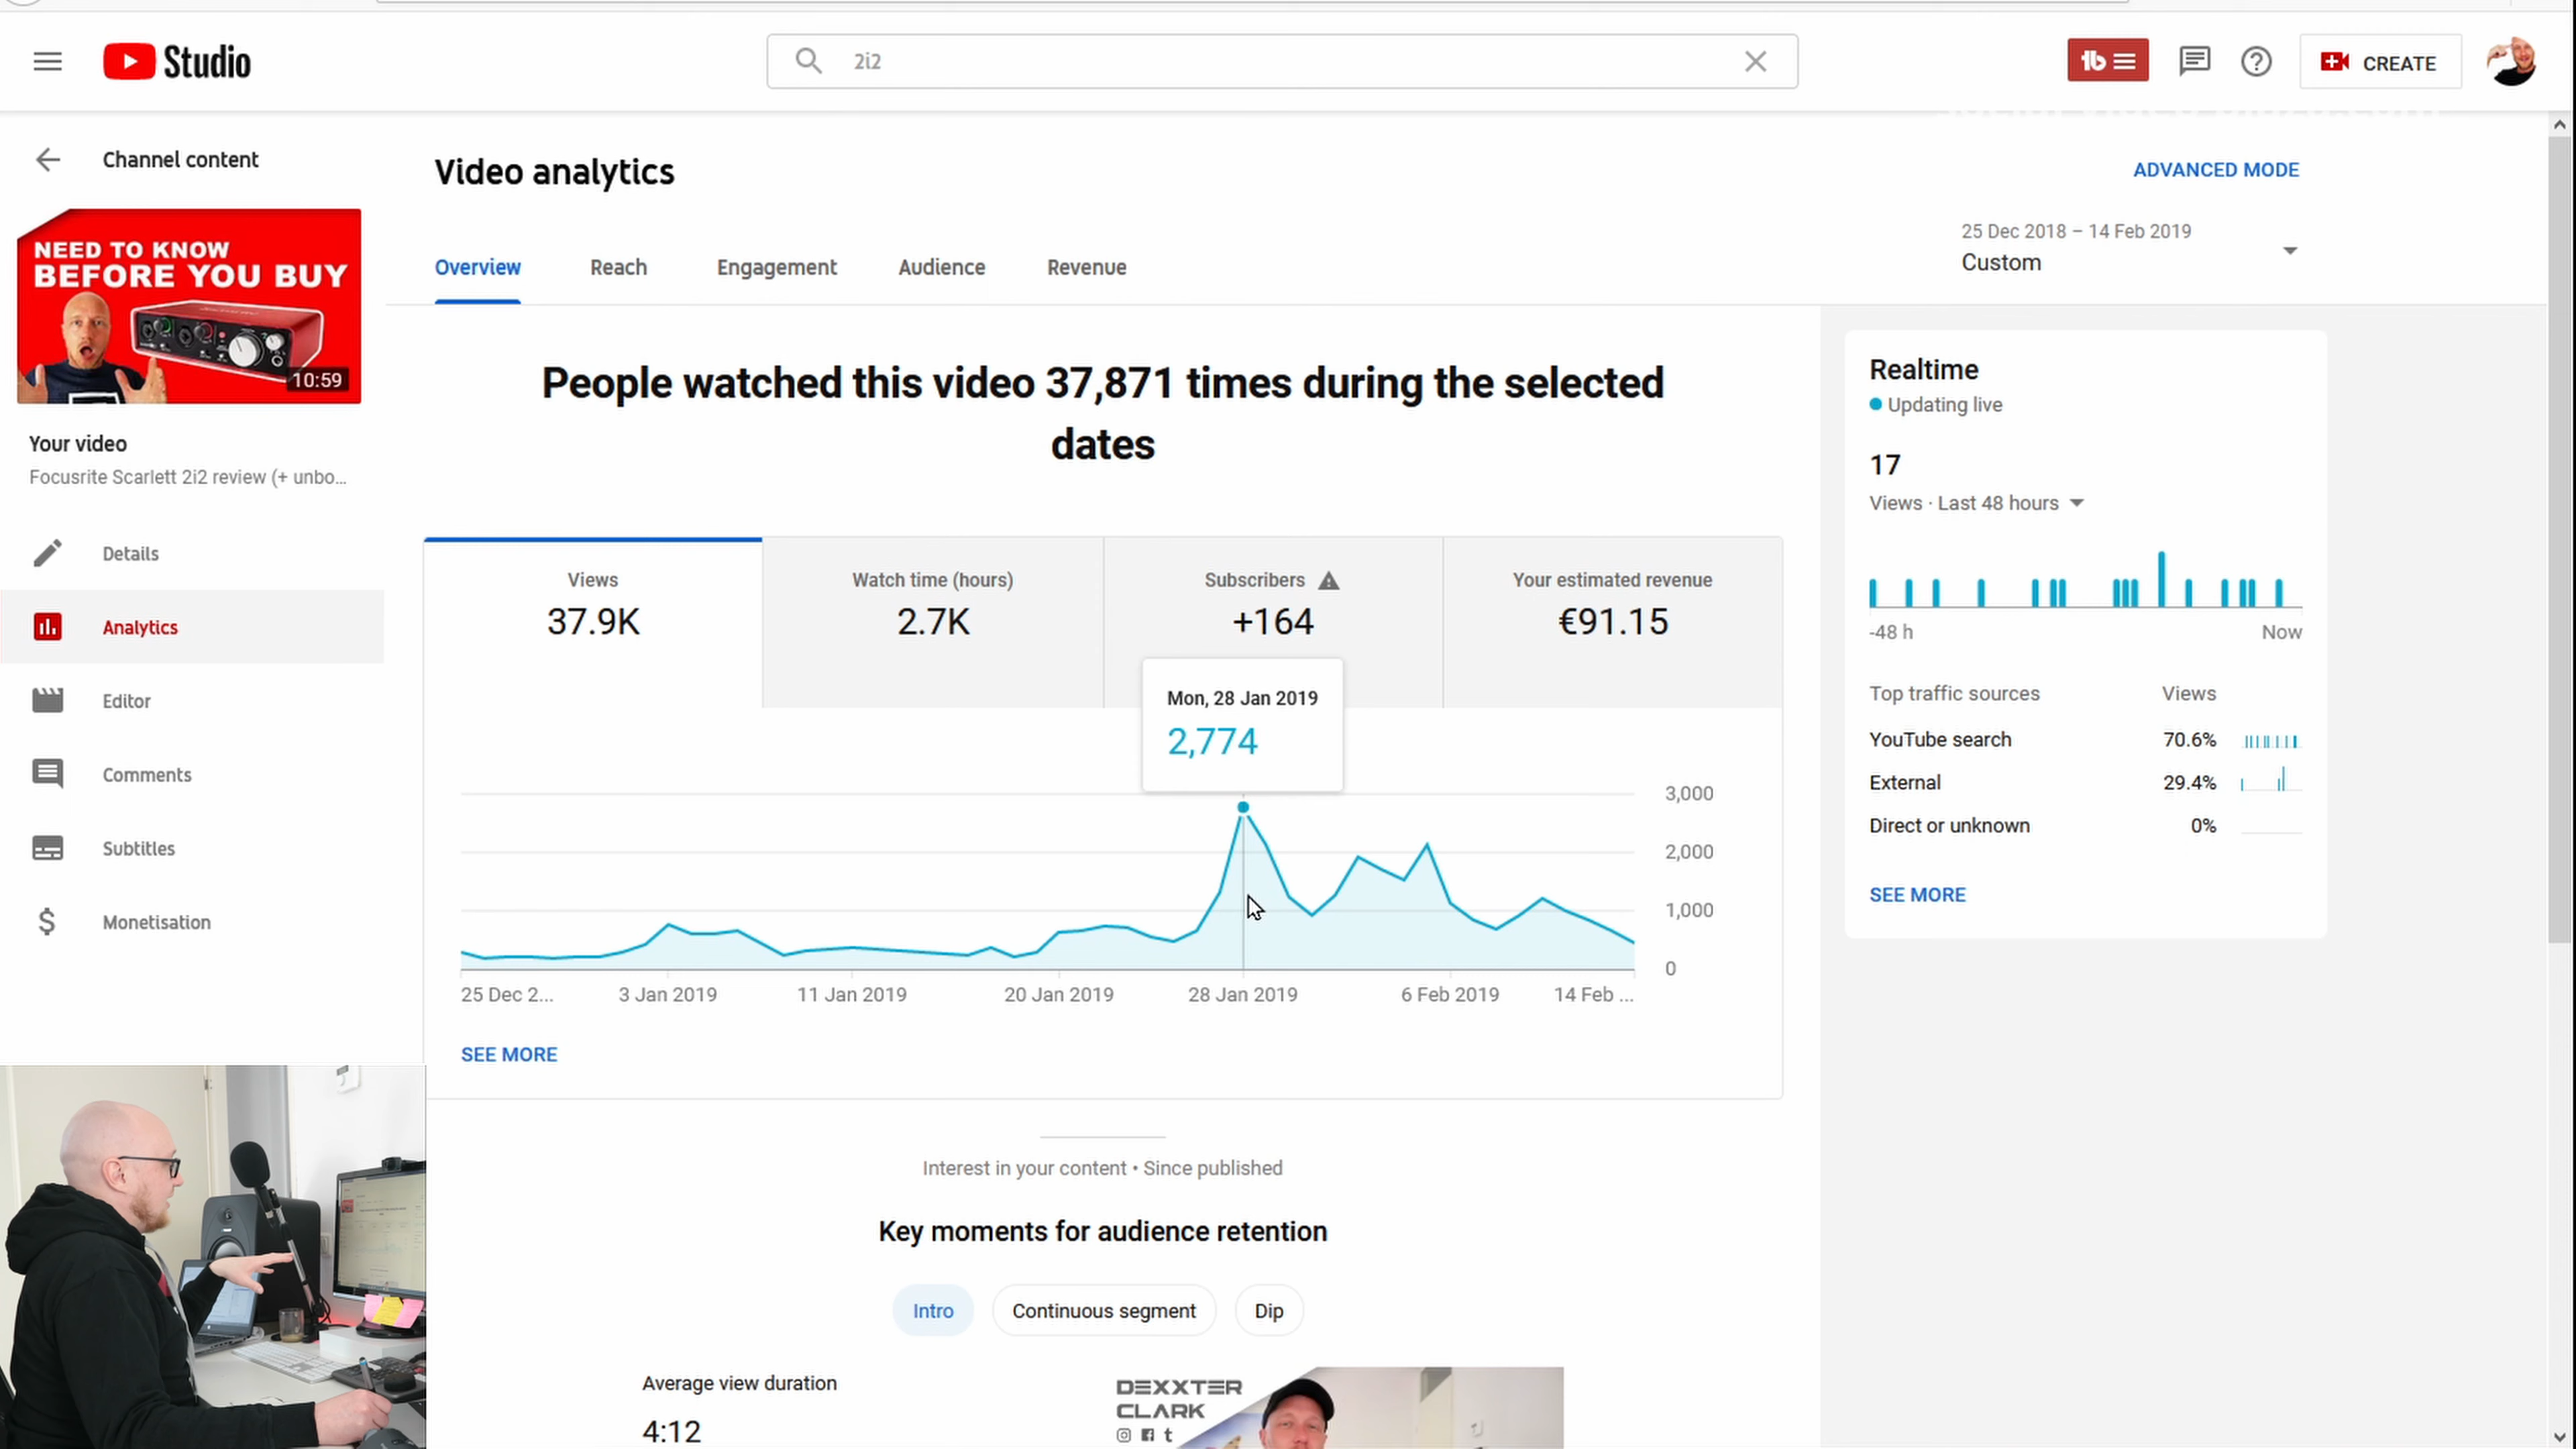 Studio
2i2
CREATE
Channel content
NEED TO KNOW
BEFORE YOU BUY
10:59
Your video
Focusrite Scarlett 2i2 review (+ unbo...
Details
Analytics
Editor
Comments
Subtitles
Monetisation
Video analytics
ADVANCED MODE
25 Dec 2018 – 14 Feb 2019
Custom
Overview
Reach
Engagement
Audience
Revenue
People watched this video 37,871 times during the selected
dates
Views
37.9K
Watch time (hours)
2.7K
Subscribers
+164
Your estimated revenue
€91.15
Mon, 28 Jan 2019
2,774
3,000
2,000
1,000
0
25 Dec 2...
3 Jan 2019
11 Jan 2019
20 Jan 2019
28 Jan 2019
6 Feb 2019
14 Feb ...
SEE MORE
Interest in your content • Since published
Key moments for audience retention
Intro
Continuous segment
Dip
Average view duration
4:12
DEXXTER
CLARK
Realtime
Updating live
17
Views · Last 48 hours
-48 h
Now
Top traffic sources
Views
YouTube search
70.6%
External
29.4%
Direct or unknown
0%
SEE MORE